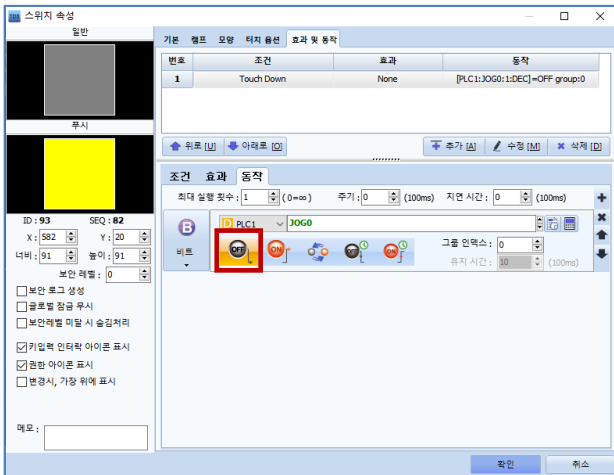 스위치 속성
일반
푸시
ID : 93 SEQ : 82
X : 582 Y : 20
너비 : 91 높이 : 91
보안 레벨 : 0
보안 로그 생성
글로벌 잠금 무시
보안레벨 미달 시 숨김처리
키입력 인터락 아이콘 표시
권한 아이콘 표시
변경시, 가장 위에 표시
메모 :
기본 램프 모양 터치 옵션 효과 및 동작
번호 조건 효과 동작
1 Touch Down None [PLC1:JOG0:1:DEC]=OFF group:0
위로 [U] 아래로 [O] 추가 [A] 수정 [M] 삭제 [D]
조건 효과 동작
최대 실행 횟수 : 1 ( 0=∞ ) 주기 : 0 (100ms) 지연 시간 : 0 (100ms)
B 비트
D PLC1 JOG0
OFF ON OFF ON
그룹 인덱스 : 0
유지 시간 : 10 (100ms)
확인 취소